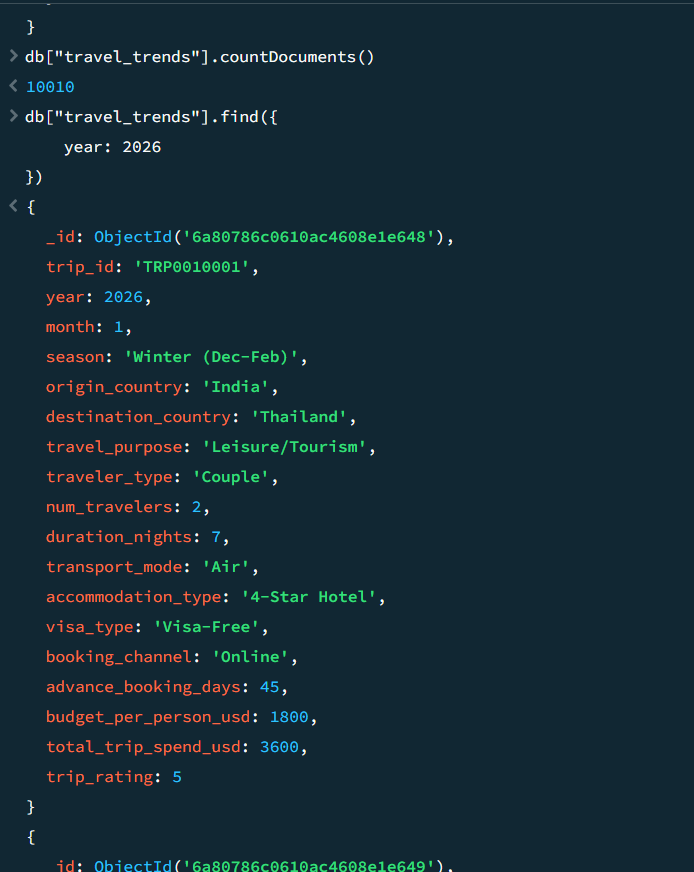 }
> db["travel_trends"].countDocuments()
< 10010
> db["travel_trends"].find({
year: 2026
})
< {
_id: ObjectId('6a80786c0610ac4608e1e648'),
trip_id: 'TRP0010001',
year: 2026,
month: 1,
season: 'Winter (Dec-Feb)',
origin_country: 'India',
destination_country: 'Thailand',
travel_purpose: 'Leisure/Tourism',
traveler_type: 'Couple',
num_travelers: 2,
duration_nights: 7,
transport_mode: 'Air',
accommodation_type: '4-Star Hotel',
visa_type: 'Visa-Free',
booking_channel: 'Online',
advance_booking_days: 45,
budget_per_person_usd: 1800,
total_trip_spend_usd: 3600,
trip_rating: 5
}
{
_id: ObjectId('6a80786c0610ac4608e1e649'),